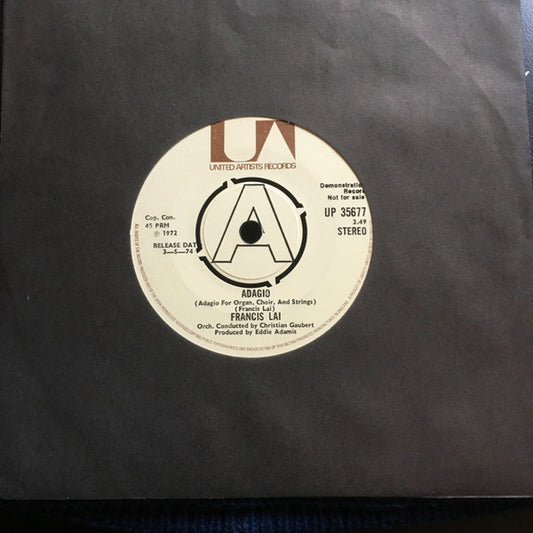 UA
UNITED ARTISTS RECORDS
Demonstration
Record
Not for sale
UP 35677
2.49
STEREO
Cop. Con.
45 PRM
℗ 1972
RELEASE DAT
3—5—74
A
ADAGIO
(Adagio For Organ, Choir, And Strings)
(Francis Lai)
FRANCIS LAI
Orch. Conducted by Christian Gaubert
Produced by Eddie Adamis